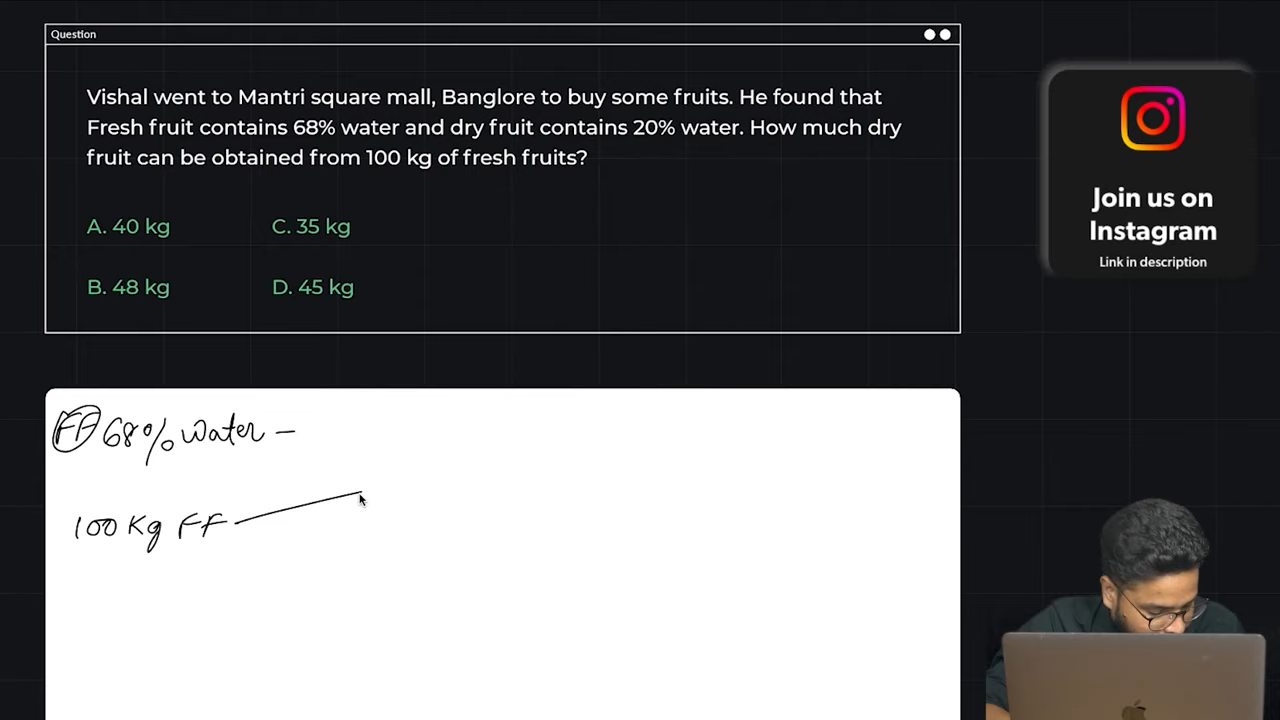 Question
Vishal went to Mantri square mall, Banglore to buy some fruits. He found that
Fresh fruit contains 68% water and dry fruit contains 20% water. How much dry
fruit can be obtained from 100 kg of fresh fruits?
A. 40 kg
C. 35 kg
B. 48 kg
D. 45 kg
Join us on
Instagram
Link in description
FF 68% water -
100 Kg FF